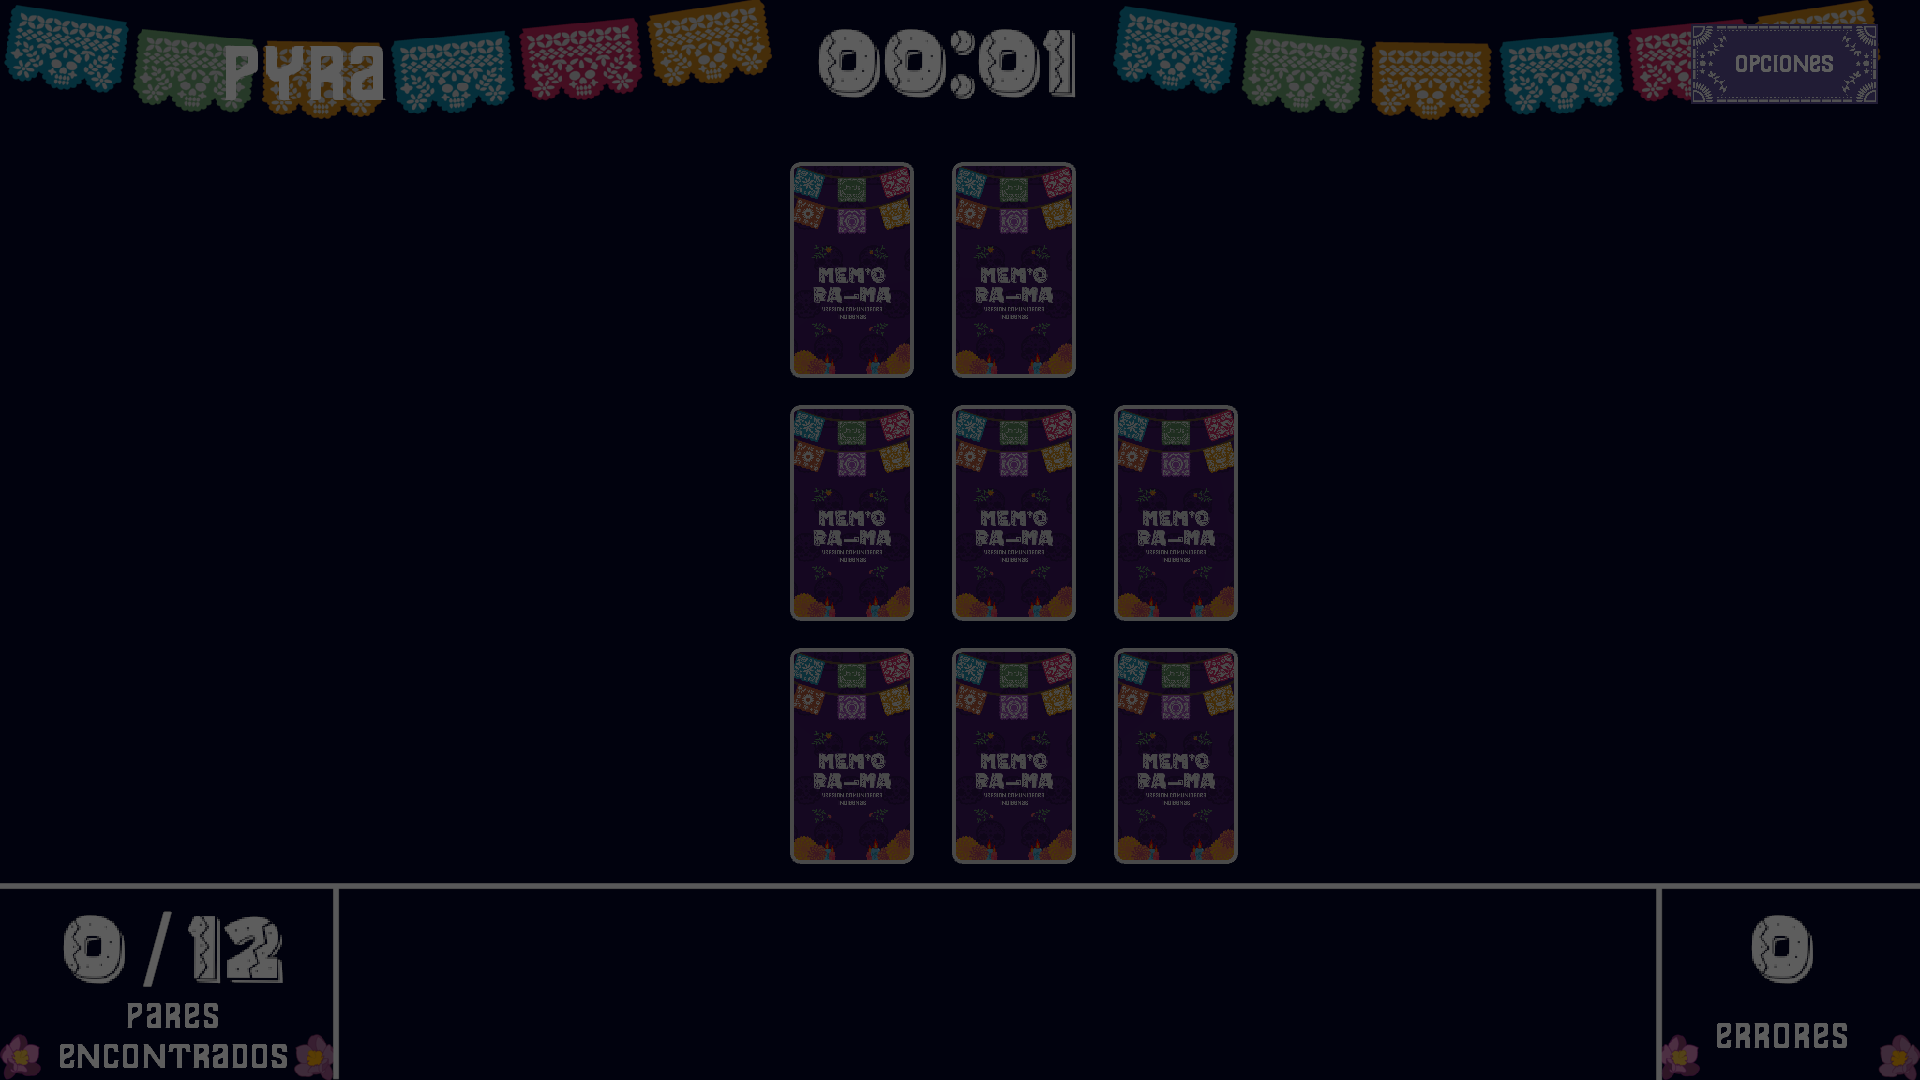 PYRA
00:01
OPCIONES
MEM'O
RA-MA
MEM'O
RA-MA
MEM'O
RA-MA
MEM'O
RA-MA
MEM'O
RA-MA
MEM'O
RA-MA
MEM'O
RA-MA
MEM'O
RA-MA
0/12
PARES
ENCONTRADOS
0
ERRORES